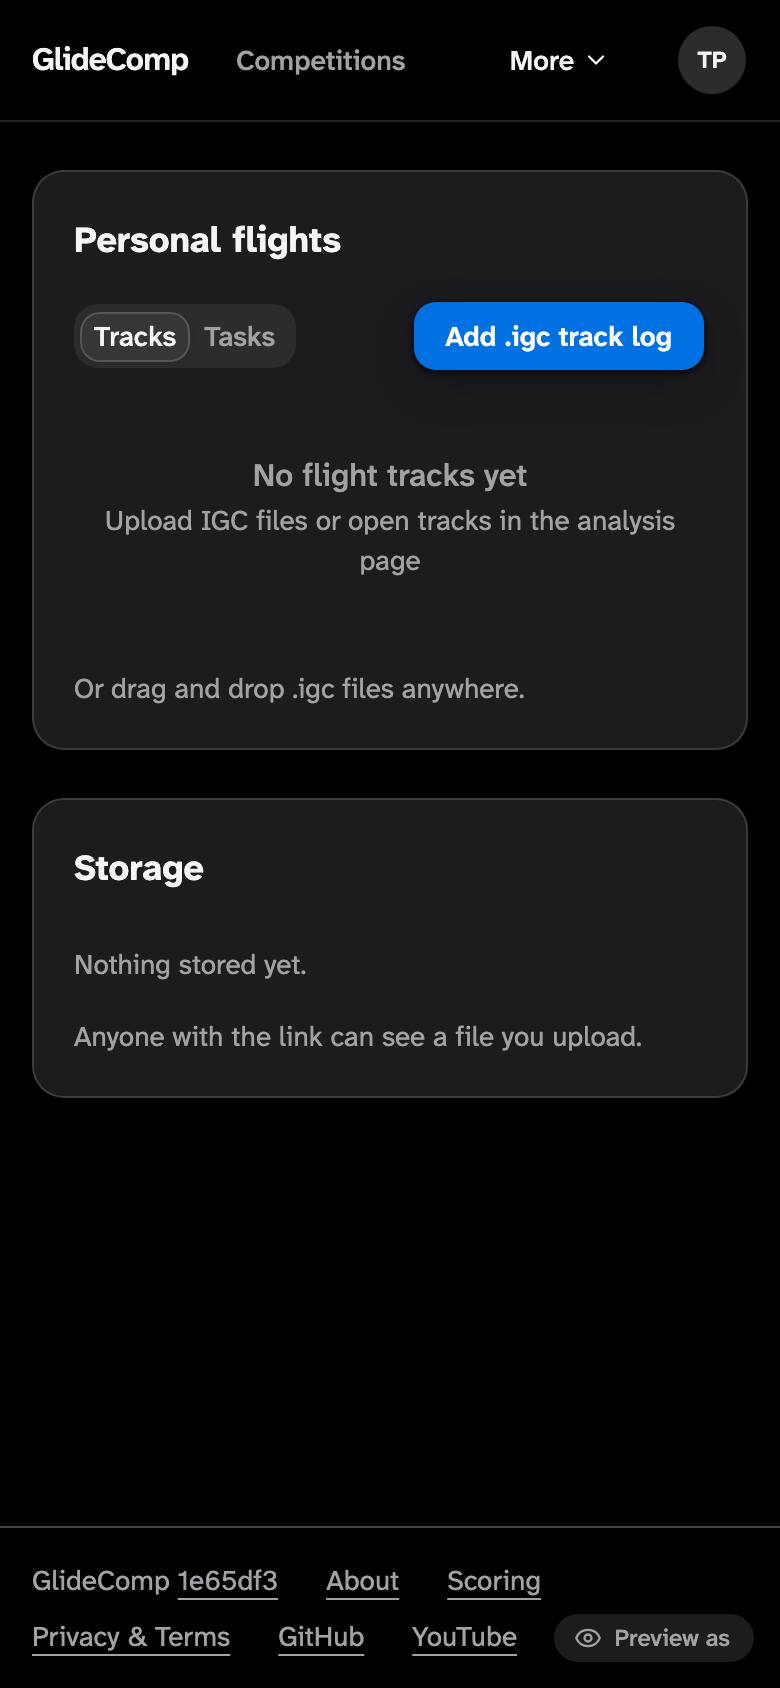 GlideComp Competitions More TP
Personal flights
Tracks Tasks Add .igc track log
No flight tracks yet
Upload IGC files or open tracks in the analysis
page
Or drag and drop .igc files anywhere.
Storage
Nothing stored yet.
Anyone with the link can see a file you upload.
GlideComp 1e65df3 About Scoring
Privacy & Terms GitHub YouTube Preview as